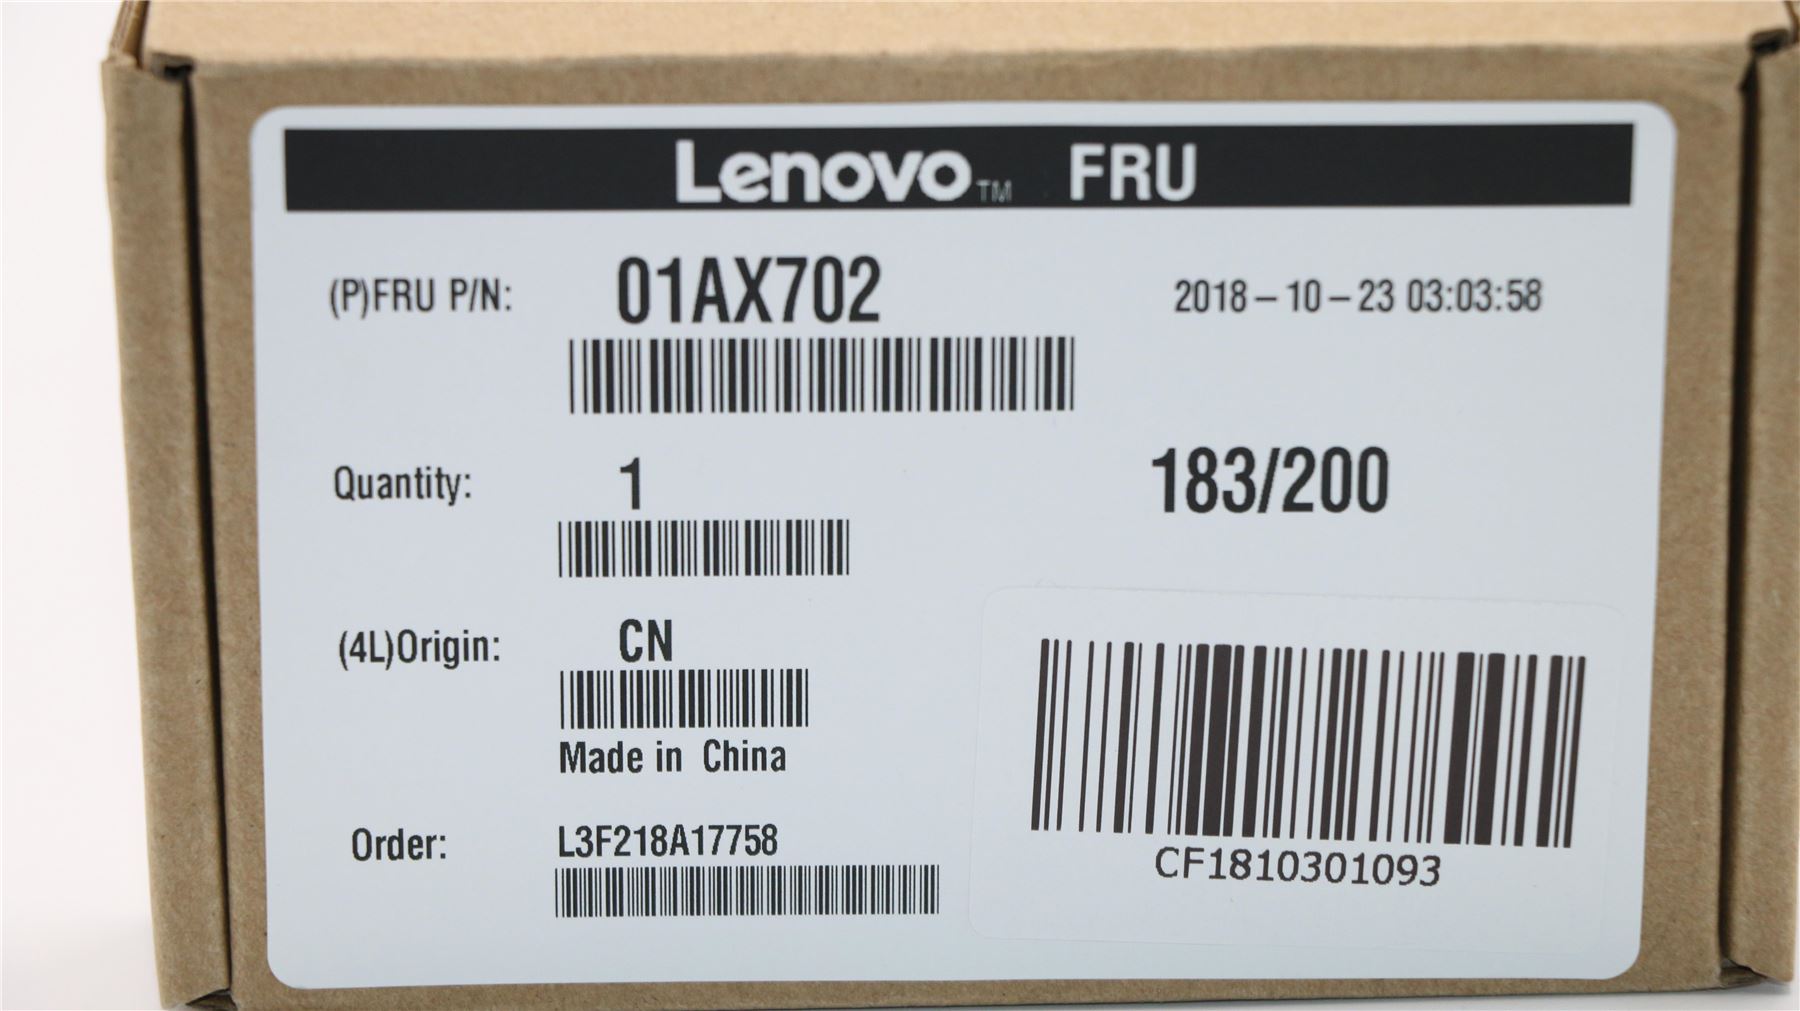 Lenovo™ FRU
(P)FRU P/N: 01AX702 2018-10-23 03:03:58
Quantity: 1 183/200
(4L)Origin: CN
Made in China
Order: L3F218A17758
CF1810301093